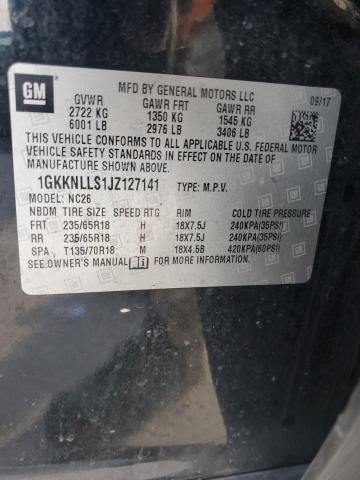 GM
MFD BY GENERAL MOTORS LLC
09/17
GVWR GAWR FRT GAWR RR
2722 KG 1350 KG 1545 KG
6001 LB 2976 LB 3406 LB
THIS VEHICLE CONFORMS TO ALL APPLICABLE U.S. FEDERAL MOTOR
VEHICLE SAFETY STANDARDS IN EFFECT ON THE DATE OF
MANUFACTURE SHOWN ABOVE.
1GKKNLLS1JZ127141 TYPE: M.P.V.
MODEL: NC26
NBDM TIRE SIZE SPEED RTG RIM COLD TIRE PRESSURE
FRT 235/65R18 H 18X7.5J 240KPA(35PSI)
RR 235/65R18 H 18X7.5J 240KPA(35PSI)
SPA T135/70R18 M 18X4.5B 420KPA(60PSI)
SEE OWNER'S MANUAL FOR MORE INFORMATION.